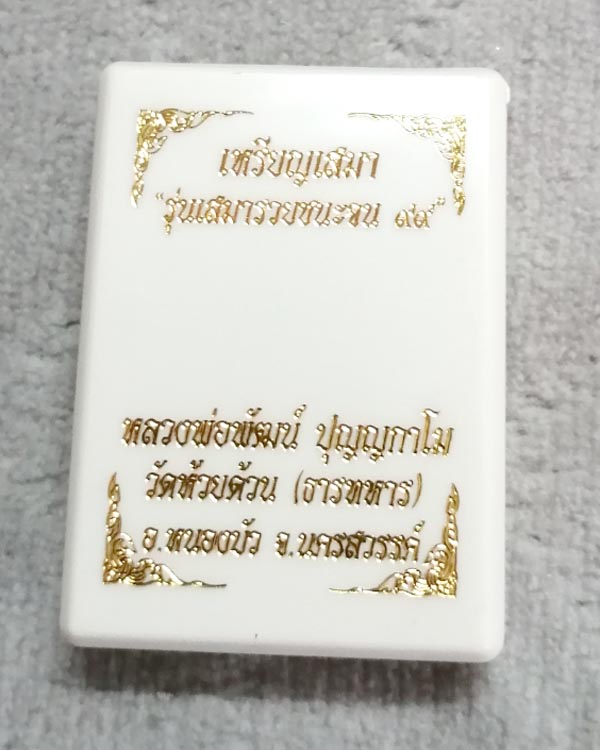 เหรียญเสมา
"รุ่นเสมารวยชนะจน ๙๙"
หลวงพ่อพัฒน์ ปุญญกาโม
วัดห้วยด้วน (ธารทหาร)
อ.หนองบัว จ.นครสวรรค์